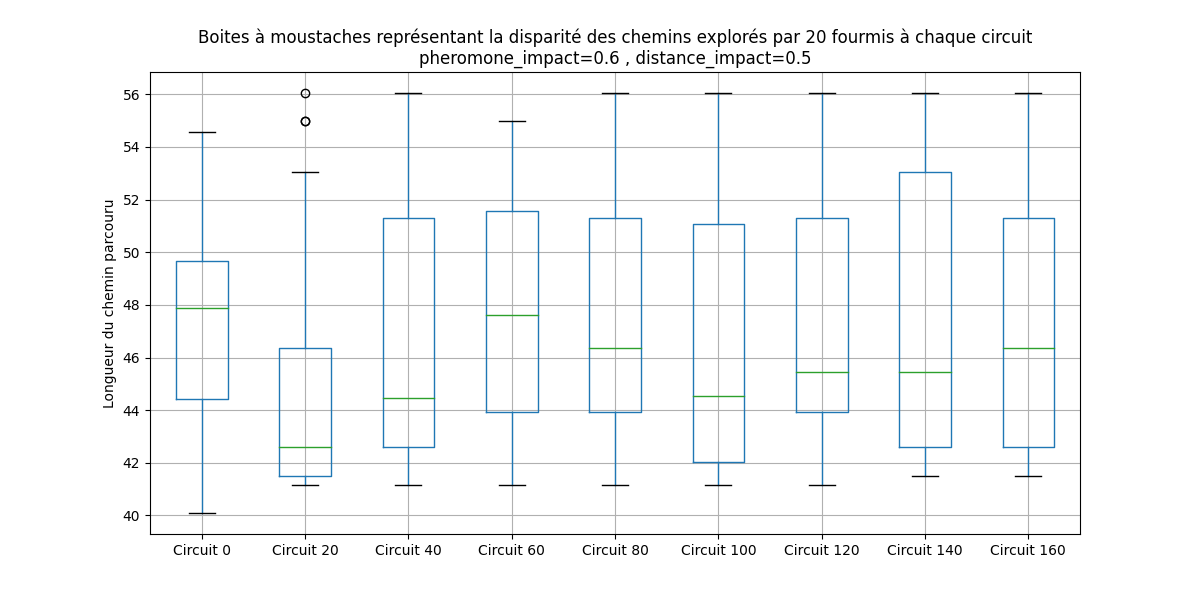 Boites à moustaches représentant la disparité des chemins explorés par 20 fourmis à chaque circuit
pheromone_impact=0.6 , distance_impact=0.5
Longueur du chemin parcouru
56
54
52
50
48
46
44
42
40
Circuit 0
Circuit 20
Circuit 40
Circuit 60
Circuit 80
Circuit 100
Circuit 120
Circuit 140
Circuit 160